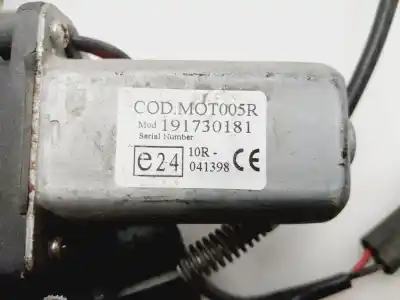 COD.MOT005R
Mod 191730181
Serial Number
e24 10R - CE
041398